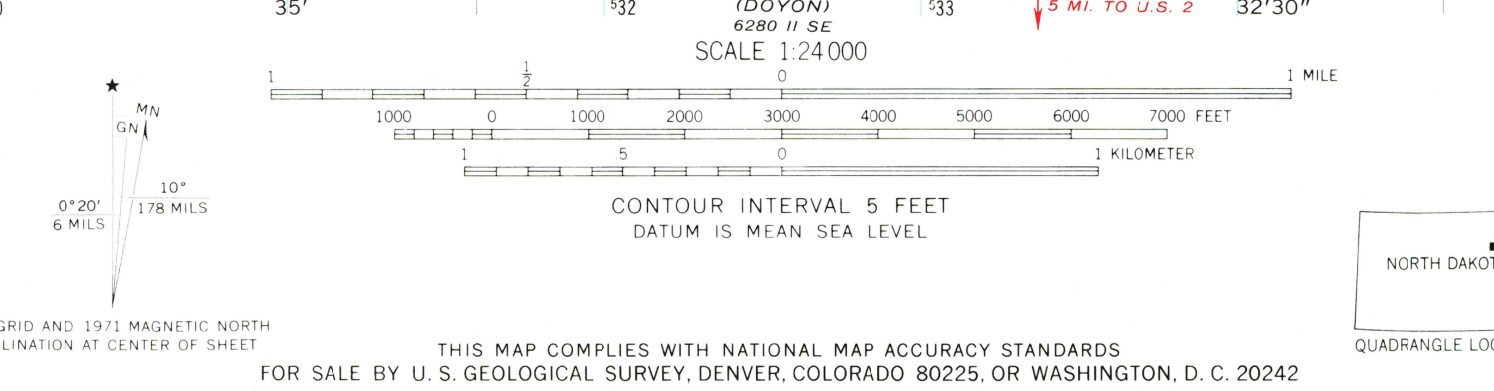 35' 532 (DOYON) 533 5 MI. TO U.S. 2 32'30"
6280 II SE
SCALE 1:24 000
1 1/2 0 1 MILE
1000 0 1000 2000 3000 4000 5000 6000 7000 FEET
1 .5 0 1 KILOMETER
CONTOUR INTERVAL 5 FEET
DATUM IS MEAN SEA LEVEL
★
MN
GN
0°20'
6 MILS
10°
178 MILS
GRID AND 1971 MAGNETIC NORTH
LINATION AT CENTER OF SHEET
NORTH DAKOT
QUADRANGLE LOC
THIS MAP COMPLIES WITH NATIONAL MAP ACCURACY STANDARDS
FOR SALE BY U. S. GEOLOGICAL SURVEY, DENVER, COLORADO 80225, OR WASHINGTON, D. C. 20242